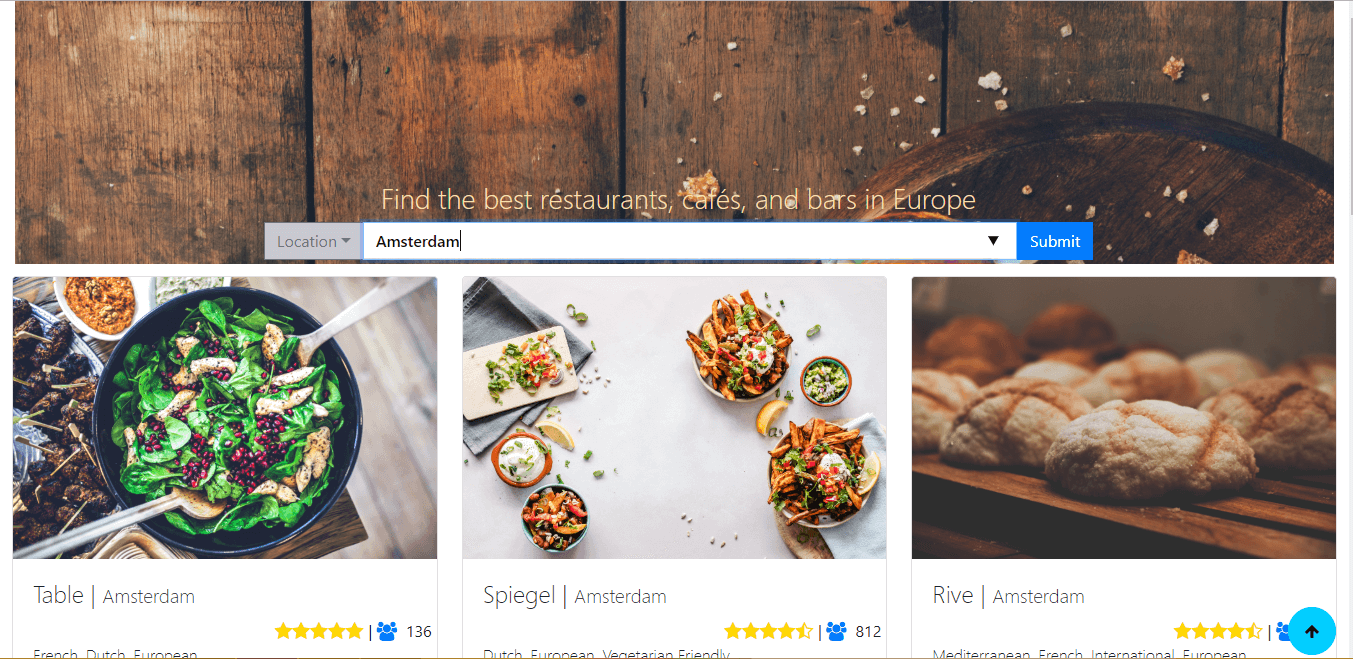 Find the best restaurants, cafés, and bars in Europe
Location Amsterdam Submit
Table | Amsterdam
| 136
French, Dutch, European
Spiegel | Amsterdam
| 812
Dutch, European, Vegetarian Friendly
Rive | Amsterdam
|
Mediterranean, French, International, European